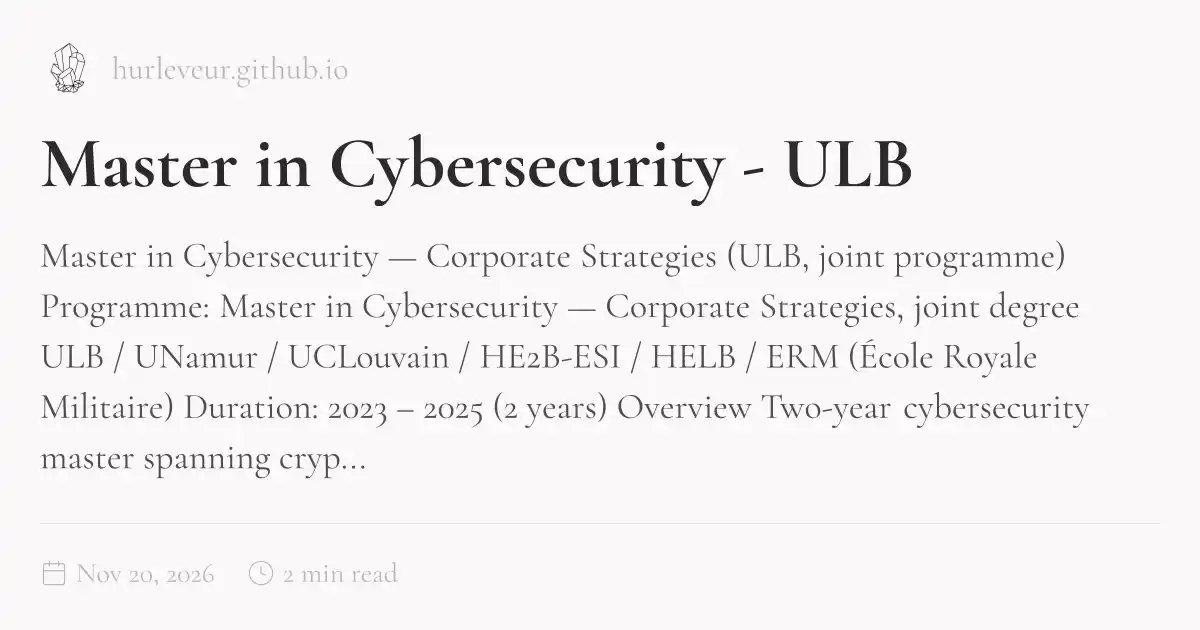 hurleveur.github.io
Master in Cybersecurity - ULB
Master in Cybersecurity — Corporate Strategies (ULB, joint programme)
Programme: Master in Cybersecurity — Corporate Strategies, joint degree
ULB / UNamur / UCLouvain / HE2B-ESI / HELB / ERM (École Royale
Militaire) Duration: 2023 – 2025 (2 years) Overview Two-year cybersecurity
master spanning cryp...
Nov 20, 2026 2 min read